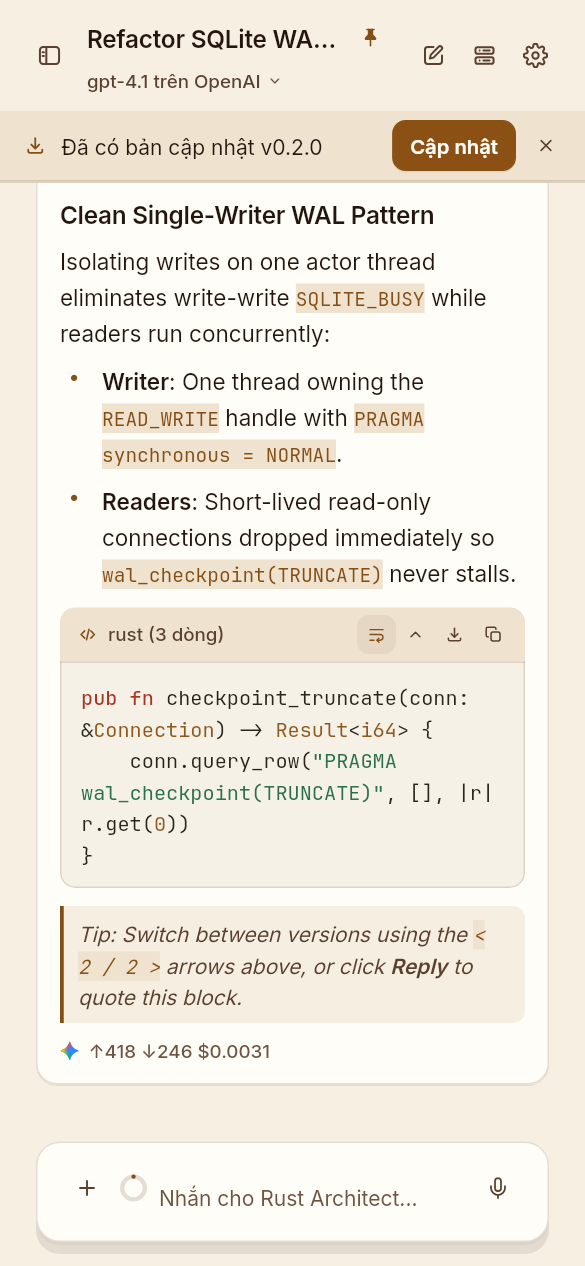 Refactor SQLite WA...
gpt-4.1 trên OpenAI
Đã có bản cập nhật v0.2.0
Cập nhật
Clean Single-Writer WAL Pattern
Isolating writes on one actor thread
eliminates write-write SQLITE_BUSY while
readers run concurrently:
• Writer: One thread owning the
READ_WRITE handle with PRAGMA
synchronous = NORMAL.
• Readers: Short-lived read-only
connections dropped immediately so
wal_checkpoint(TRUNCATE) never stalls.
rust (3 dòng)
pub fn checkpoint_truncate(conn:
&Connection) -> Result<i64> {
    conn.query_row("PRAGMA
wal_checkpoint(TRUNCATE)", [], |r|
r.get(0))
}
Tip: Switch between versions using the <
2 / 2 > arrows above, or click Reply to
quote this block.
↑418 ↓246 $0.0031
Nhắn cho Rust Architect...